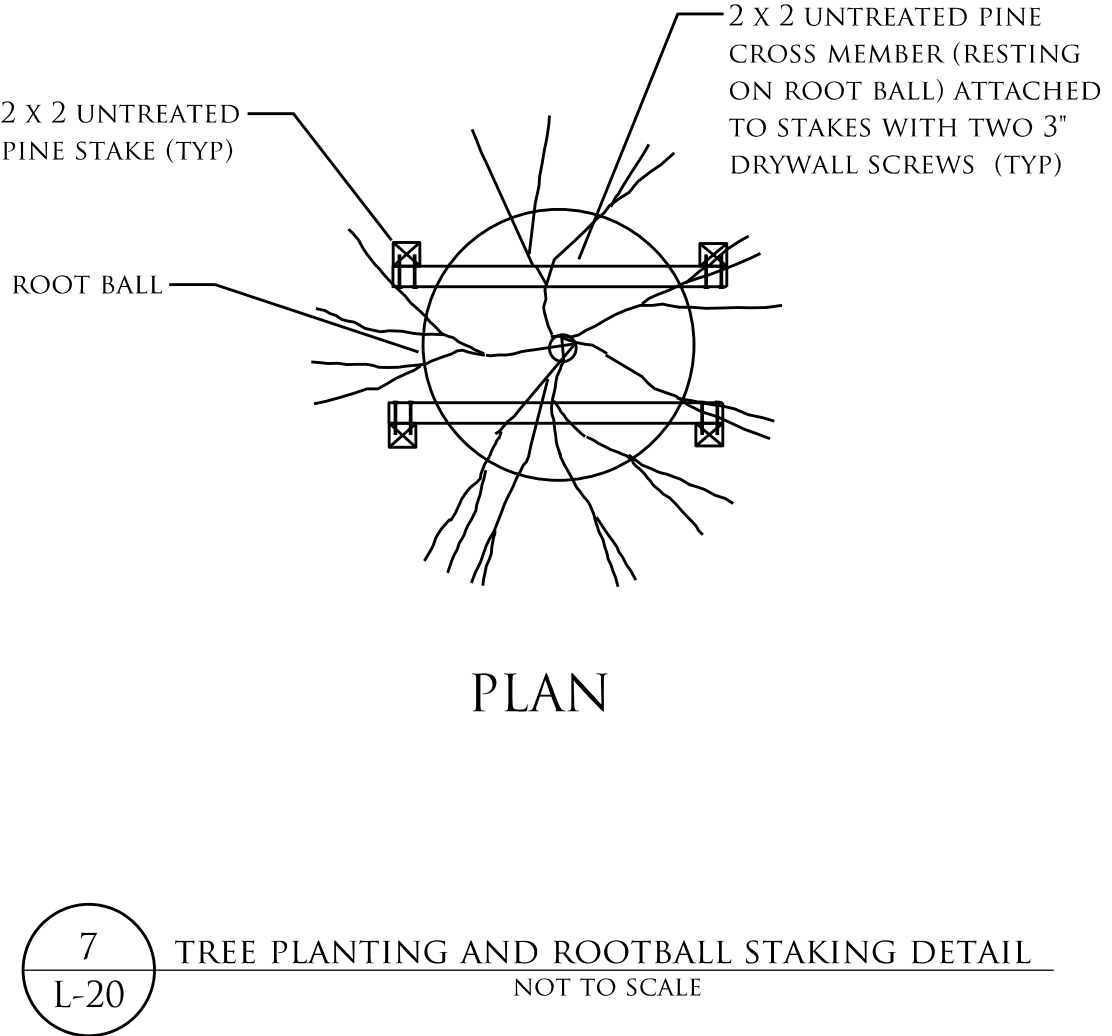 2 X 2 UNTREATED PINE
CROSS MEMBER (RESTING
ON ROOT BALL) ATTACHED
TO STAKES WITH TWO 3"
DRYWALL SCREWS (TYP)
2 X 2 UNTREATED
PINE STAKE (TYP)
ROOT BALL
PLAN
7
L-20
TREE PLANTING AND ROOTBALL STAKING DETAIL
NOT TO SCALE